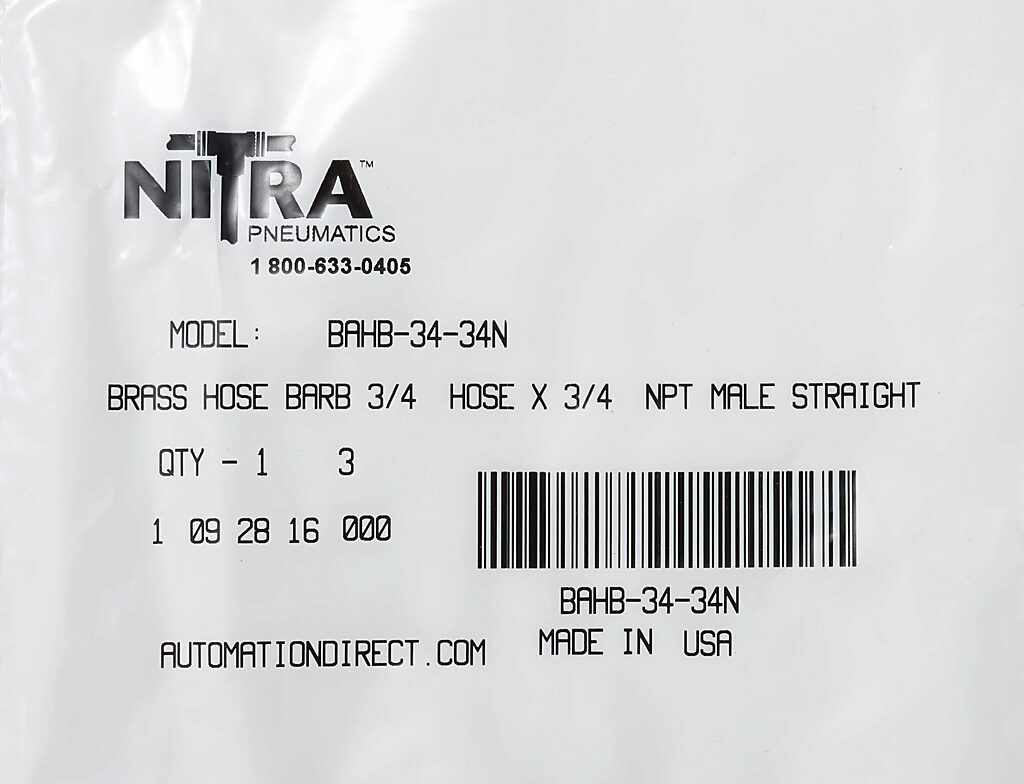 NITRA™
PNEUMATICS
1 800-633-0405
MODEL: BAHB-34-34N
BRASS HOSE BARB 3/4 HOSE X 3/4 NPT MALE STRAIGHT
QTY - 1 3
1 09 28 16 000
BAHB-34-34N
MADE IN USA
AUTOMATIONDIRECT.COM